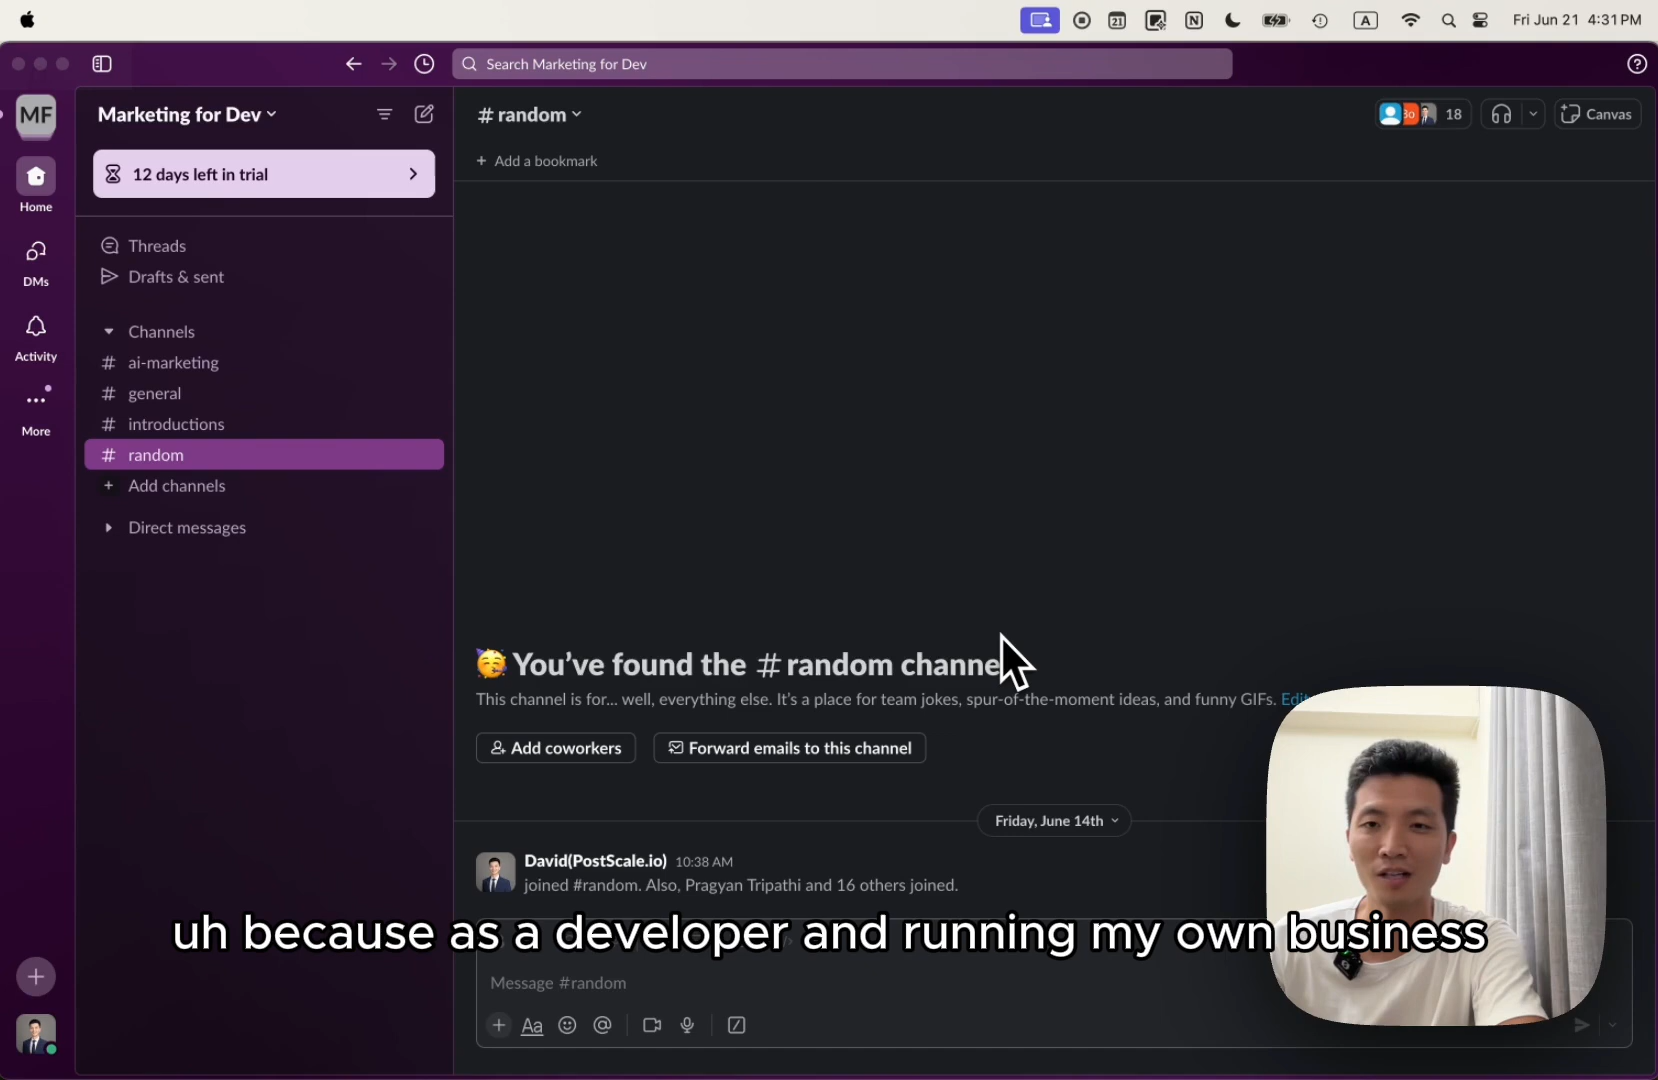 A
Fri Jun 21 4:31 PM
Search Marketing for Dev
MF
Marketing for Dev
# random
18
Canvas
+ Add a bookmark
12 days left in trial
Home
DMs
Activity
More
Threads
Drafts & sent
Channels
# ai-marketing
# general
# introductions
# random
+ Add channels
Direct messages
You've found the # random channe
This channel is for... well, everything else. It's a place for team jokes, spur-of-the-moment ideas, and funny GIFs. Edi
Add coworkers
Forward emails to this channel
Friday, June 14th
David(PostScale.io) 10:38 AM
joined #random. Also, Pragyan Tripathi and 16 others joined.
uh because as a developer and running my own business
Message #random
Aa